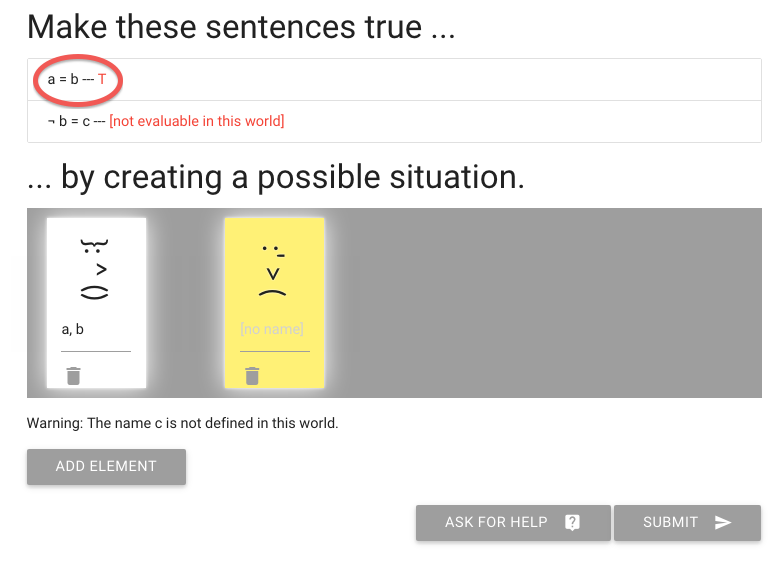 Make these sentences true ...
a = b --- T
¬ b = c --- [not evaluable in this world]
... by creating a possible situation.
a, b
[no name]
Warning: The name c is not defined in this world.
ADD ELEMENT
ASK FOR HELP
SUBMIT